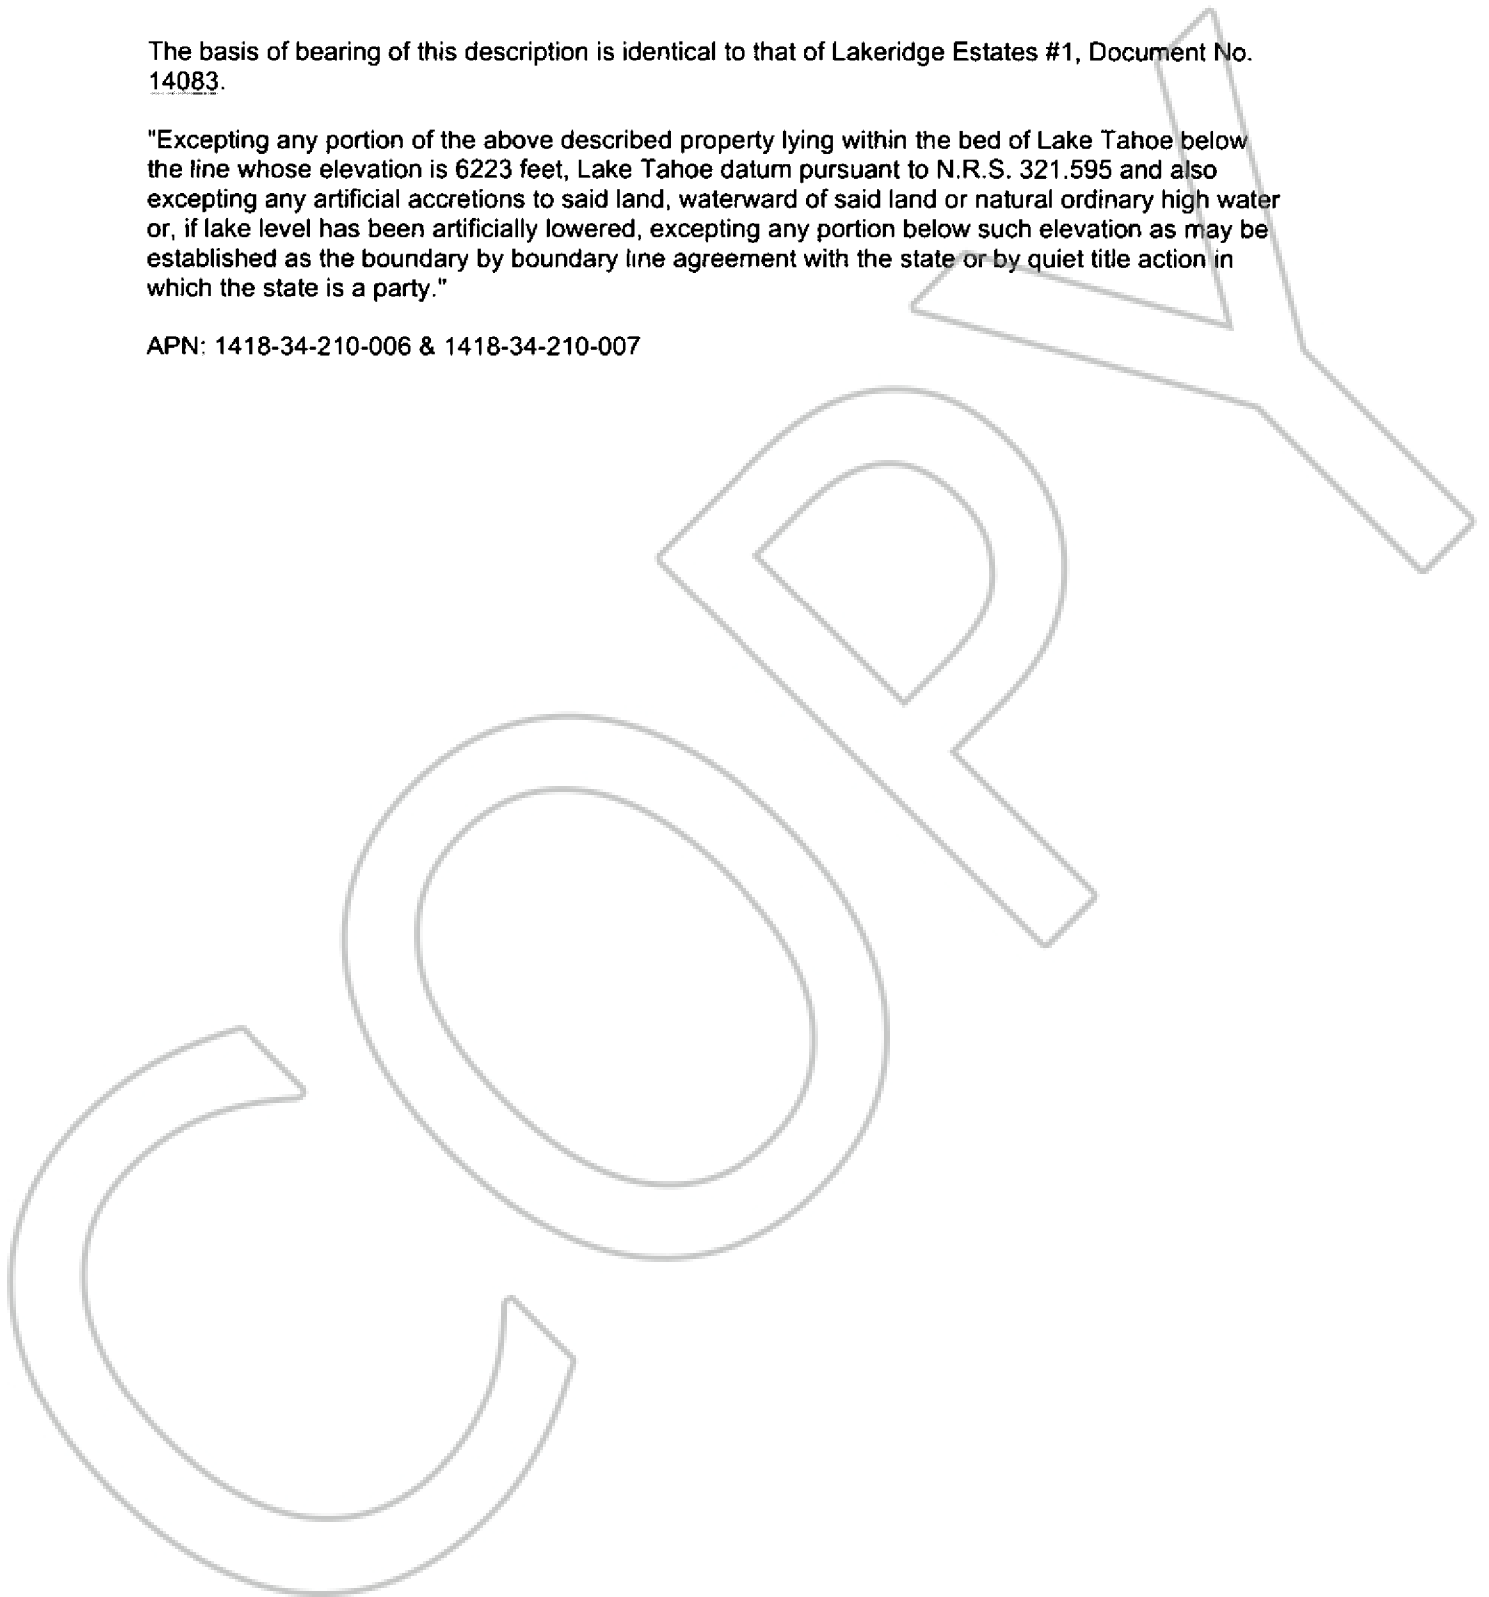 The basis of bearing of this description is identical to that of Lakeridge Estates #1, Document No.
14083.
"Excepting any portion of the above described property lying within the bed of Lake Tahoe below
the line whose elevation is 6223 feet, Lake Tahoe datum pursuant to N.R.S. 321.595 and also
excepting any artificial accretions to said land, waterward of said land or natural ordinary high water
or, if lake level has been artificially lowered, excepting any portion below such elevation as may be
established as the boundary by boundary line agreement with the state or by quiet title action in
which the state is a party."
APN: 1418-34-210-006 & 1418-34-210-007
COPY